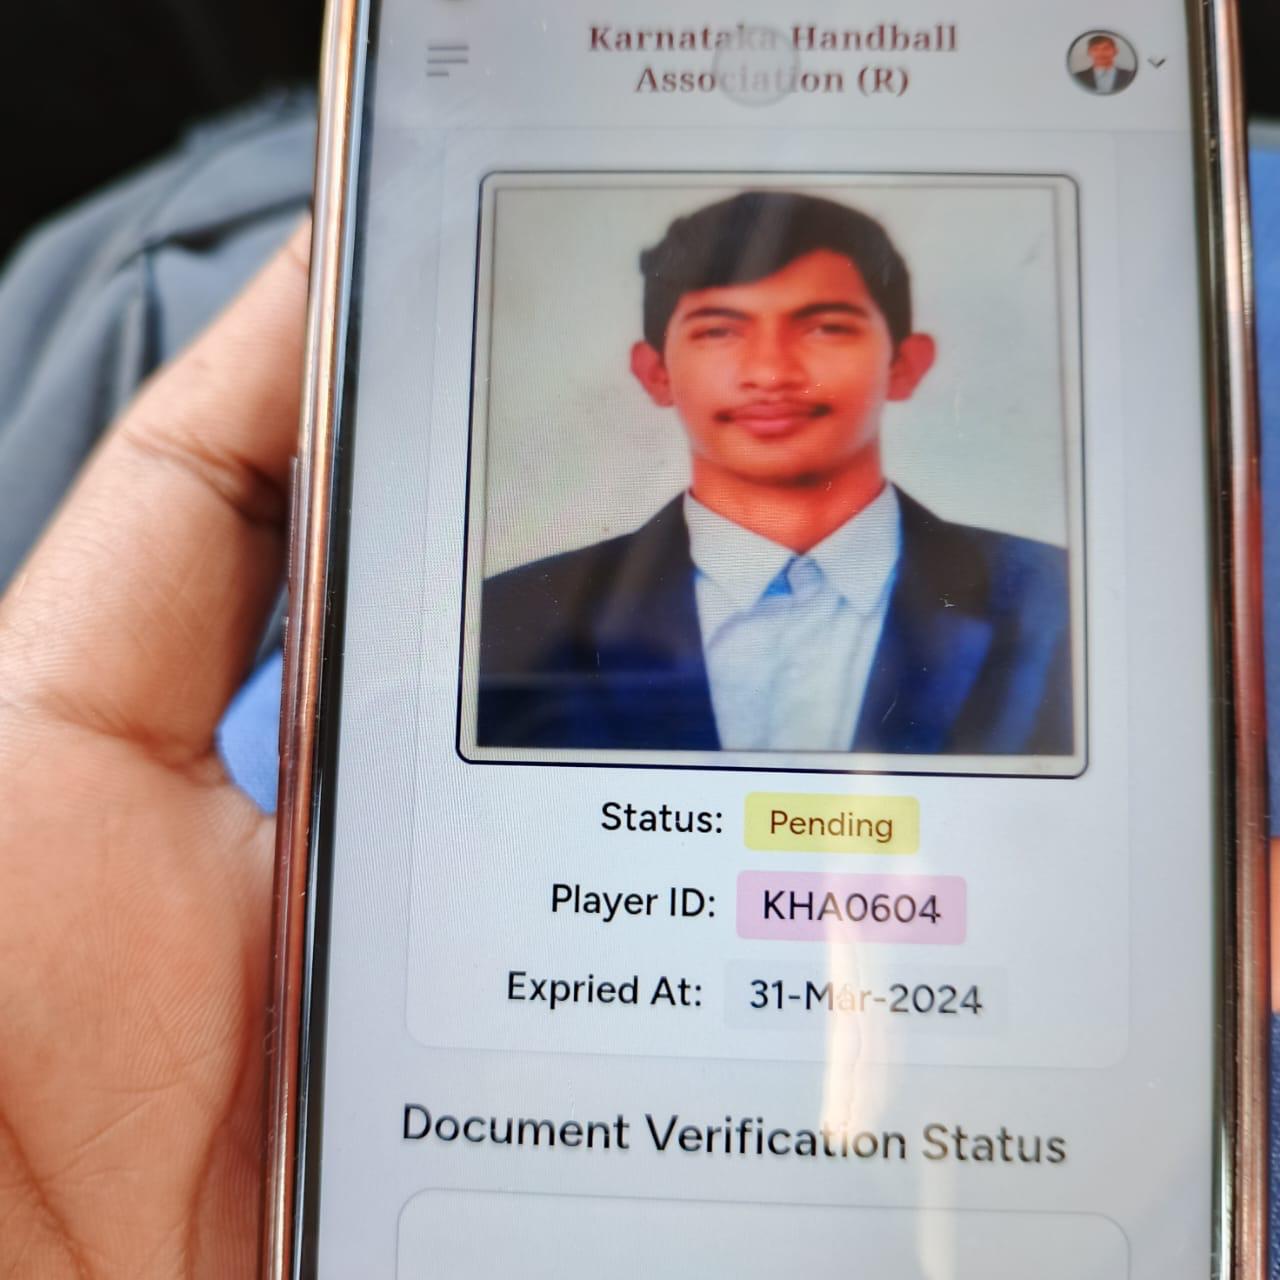 Karnataka Handball
Association (R)
Status: Pending
Player ID: KHA0604
Expried At: 31-Mar-2024
Document Verification Status